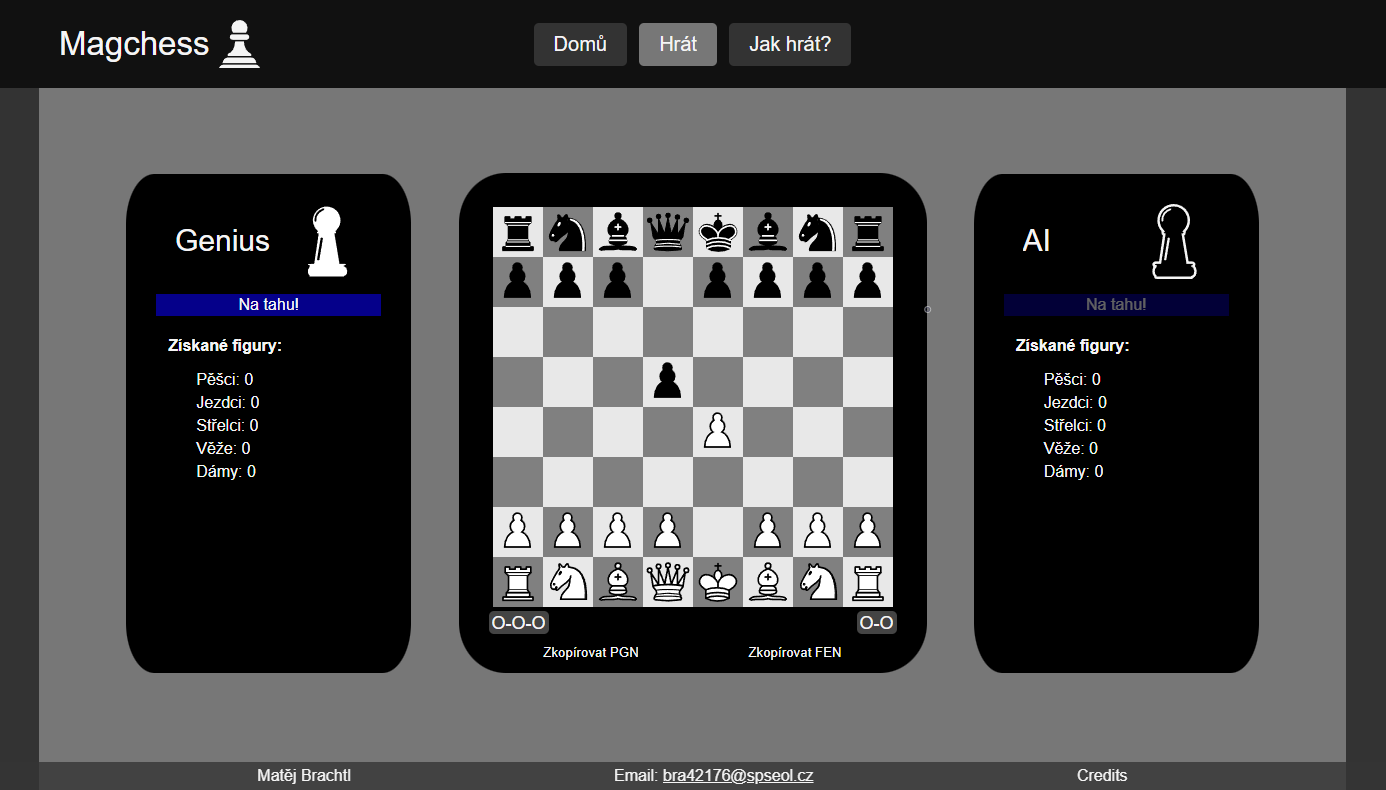 Magchess
Domů
Hrát
Jak hrát?
Genius
Na tahu!
Získané figury:
Pěšci: 0
Jezdci: 0
Střelci: 0
Věže: 0
Dámy: 0
O-O-O
O-O
Zkopírovat PGN
Zkopírovat FEN
AI
Na tahu!
Získané figury:
Pěšci: 0
Jezdci: 0
Střelci: 0
Věže: 0
Dámy: 0
Matěj Brachtl
Email: bra42176@spseol.cz
Credits